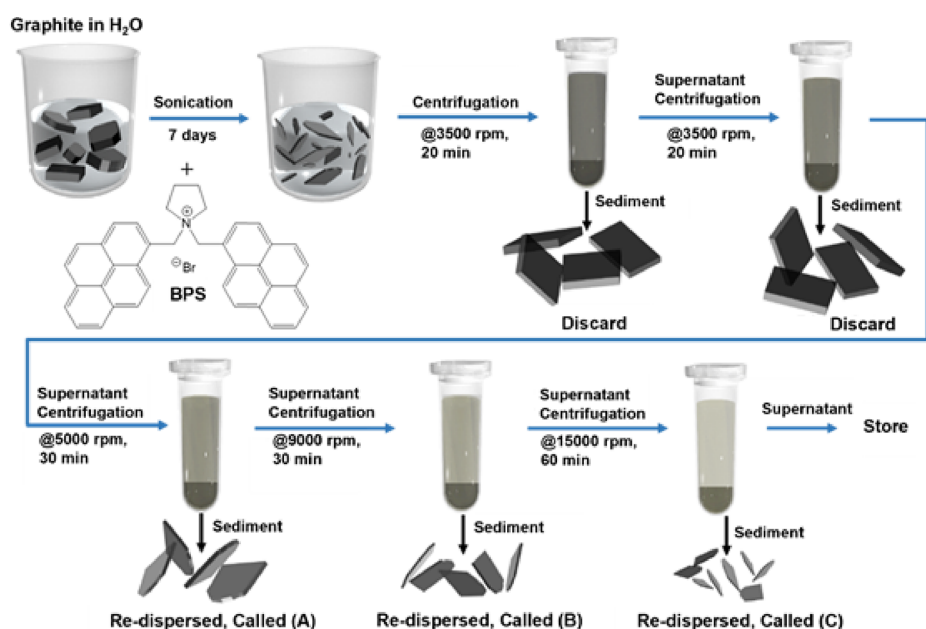 Graphite in H₂O
Sonication
7 days
+
N
⊕
⊖Br
BPS
Centrifugation
@3500 rpm,
20 min
Sediment
Discard
Supernatant
Centrifugation
@3500 rpm,
20 min
Sediment
Discard
Supernatant
Centrifugation
@5000 rpm,
30 min
Sediment
Re-dispersed, Called (A)
Supernatant
Centrifugation
@9000 rpm,
30 min
Sediment
Re-dispersed, Called (B)
Supernatant
Centrifugation
@15000 rpm,
60 min
Sediment
Re-dispersed, Called (C)
Supernatant
Store